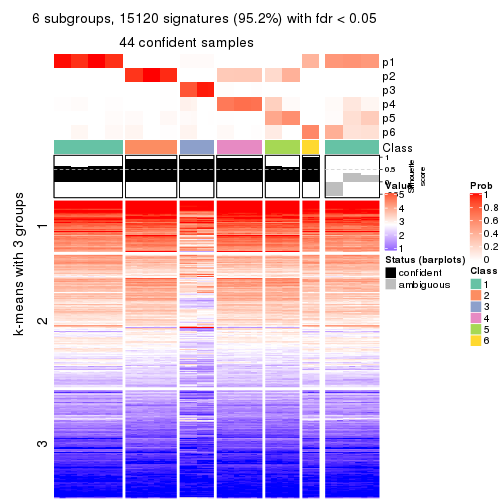 6 subgroups, 15120 signatures (95.2%) with fdr < 0.05
44 confident samples
p1
p2
p3
p4
p5
p6
Class
1
0.5
0
Silhouette
score
k-means with 3 groups
1
2
3
Value
5
4
3
2
1
Status (barplots)
confident
ambiguous
Prob
1
0.8
0.6
0.4
0.2
0
Class
1
2
3
4
5
6